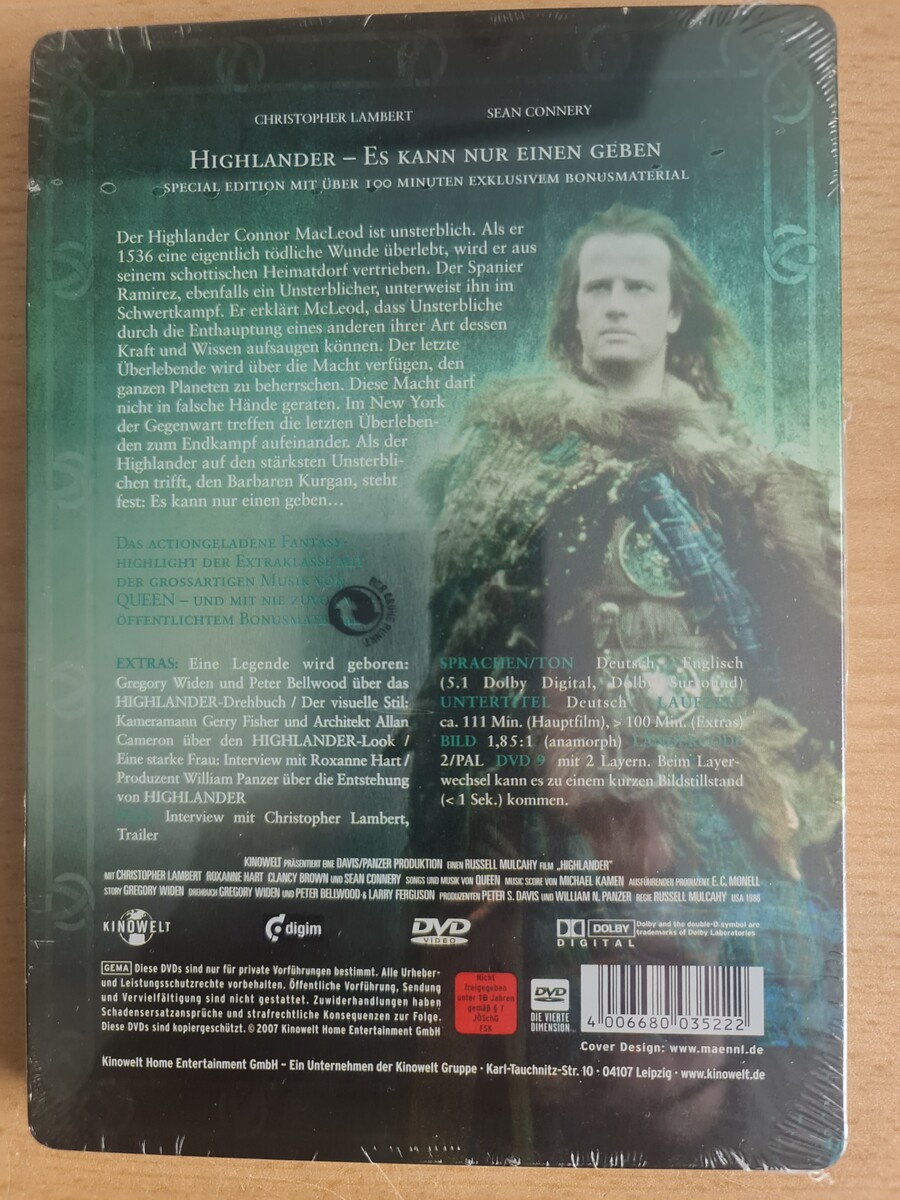 CHRISTOPHER LAMBERT SEAN CONNERY
HIGHLANDER – ES KANN NUR EINEN GEBEN
SPECIAL EDITION MIT ÜBER 100 MINUTEN EXKLUSIVEM BONUSMATERIAL
Der Highlander Connor MacLeod ist unsterblich. Als er
1536 eine eigentlich tödliche Wunde überlebt, wird er aus
seinem schottischen Heimatdorf vertrieben. Der Spanier
Ramirez, ebenfalls ein Unsterblicher, unterweist ihn im
Schwertkampf. Er erklärt McLeod, dass Unsterbliche
durch die Enthauptung eines anderen ihrer Art dessen
Kraft und Wissen aufsaugen können. Der letzte
Überlebende wird über die Macht verfügen, den
ganzen Planeten zu beherrschen. Diese Macht darf
nicht in falsche Hände geraten. Im New York
der Gegenwart treffen die letzten Überleben-
den zum Endkampf aufeinander. Als der
Highlander auf den stärksten Unsterbli-
chen trifft, den Barbaren Kurgan, steht
fest: Es kann nur einen geben...
DAS ACTIONGELADENE FANTASY-
HIGHLIGHT DER EXTRAKLASSE MIT
DER GROSSARTIGEN MUSIK VON
QUEEN – UND MIT NIE ZUVOR
ÖFFENTLICHTEM BONUSMATERIAL
DER GRÜNE PUNKT
EXTRAS: Eine Legende wird geboren:
Gregory Widen und Peter Bellwood über das
HIGHLANDER-Drehbuch / Der visuelle Stil:
Kameramann Gerry Fisher und Architekt Allan
Cameron über den HIGHLANDER-Look /
Eine starke Frau: Interview mit Roxanne Hart /
Produzent William Panzer über die Entstehung
von HIGHLANDER
Interview mit Christopher Lambert,
Trailer
SPRACHEN/TON Deutsch, Englisch
(5.1 Dolby Digital, Dolby Surround)
UNTERTITEL Deutsch LAUFZEIT
ca. 111 Min. (Hauptfilm), > 100 Min. (Extras)
BILD 1,85:1 (anamorph) LÄNDERCODE
2/PAL DVD 9 mit 2 Layern. Beim Layer-
wechsel kann es zu einem kurzen Bildstillstand
(< 1 Sek.) kommen.
KINOWELT PRÄSENTIERT EINE DAVIS/PANZER PRODUKTION EINEN RUSSELL MULCAHY FILM „HIGHLANDER"
MIT CHRISTOPHER LAMBERT ROXANNE HART CLANCY BROWN UND SEAN CONNERY SONGS UND MUSIK VON QUEEN MUSIC SCORE VON MICHAEL KAMEN AUSFÜHRENDER PRODUZENT E. C. MONELL
STORY GREGORY WIDEN DREHBUCH GREGORY WIDEN UND PETER BELLWOOD & LARRY FERGUSON PRODUZENTEN PETER S. DAVIS UND WILLIAM N. PANZER REGIE RUSSELL MULCAHY USA 1986
KINOWELT digim DVD VIDEO DOLBY DIGITAL Dolby and the double-D symbol are
trademarks of Dolby Laboratories
GEMA Diese DVDs sind nur für private Vorführungen bestimmt. Alle Urheber-
und Leistungsschutzrechte vorbehalten. Öffentliche Vorführung, Sendung
und Vervielfältigung sind nicht gestattet. Zuwiderhandlungen haben
Schadensersatzansprüche und strafrechtliche Konsequenzen zur Folge.
Diese DVDs sind kopiergeschützt. © 2007 Kinowelt Home Entertainment GmbH
Nicht
freigegeben
unter 18 Jahren
gemäß § 7
JÖSchG
FSK
DVD
DIE VIERTE
DIMENSION
4 006680 035222
Cover Design: www.maennl.de
Kinowelt Home Entertainment GmbH – Ein Unternehmen der Kinowelt Gruppe · Karl-Tauchnitz-Str. 10 · 04107 Leipzig · www.kinowelt.de